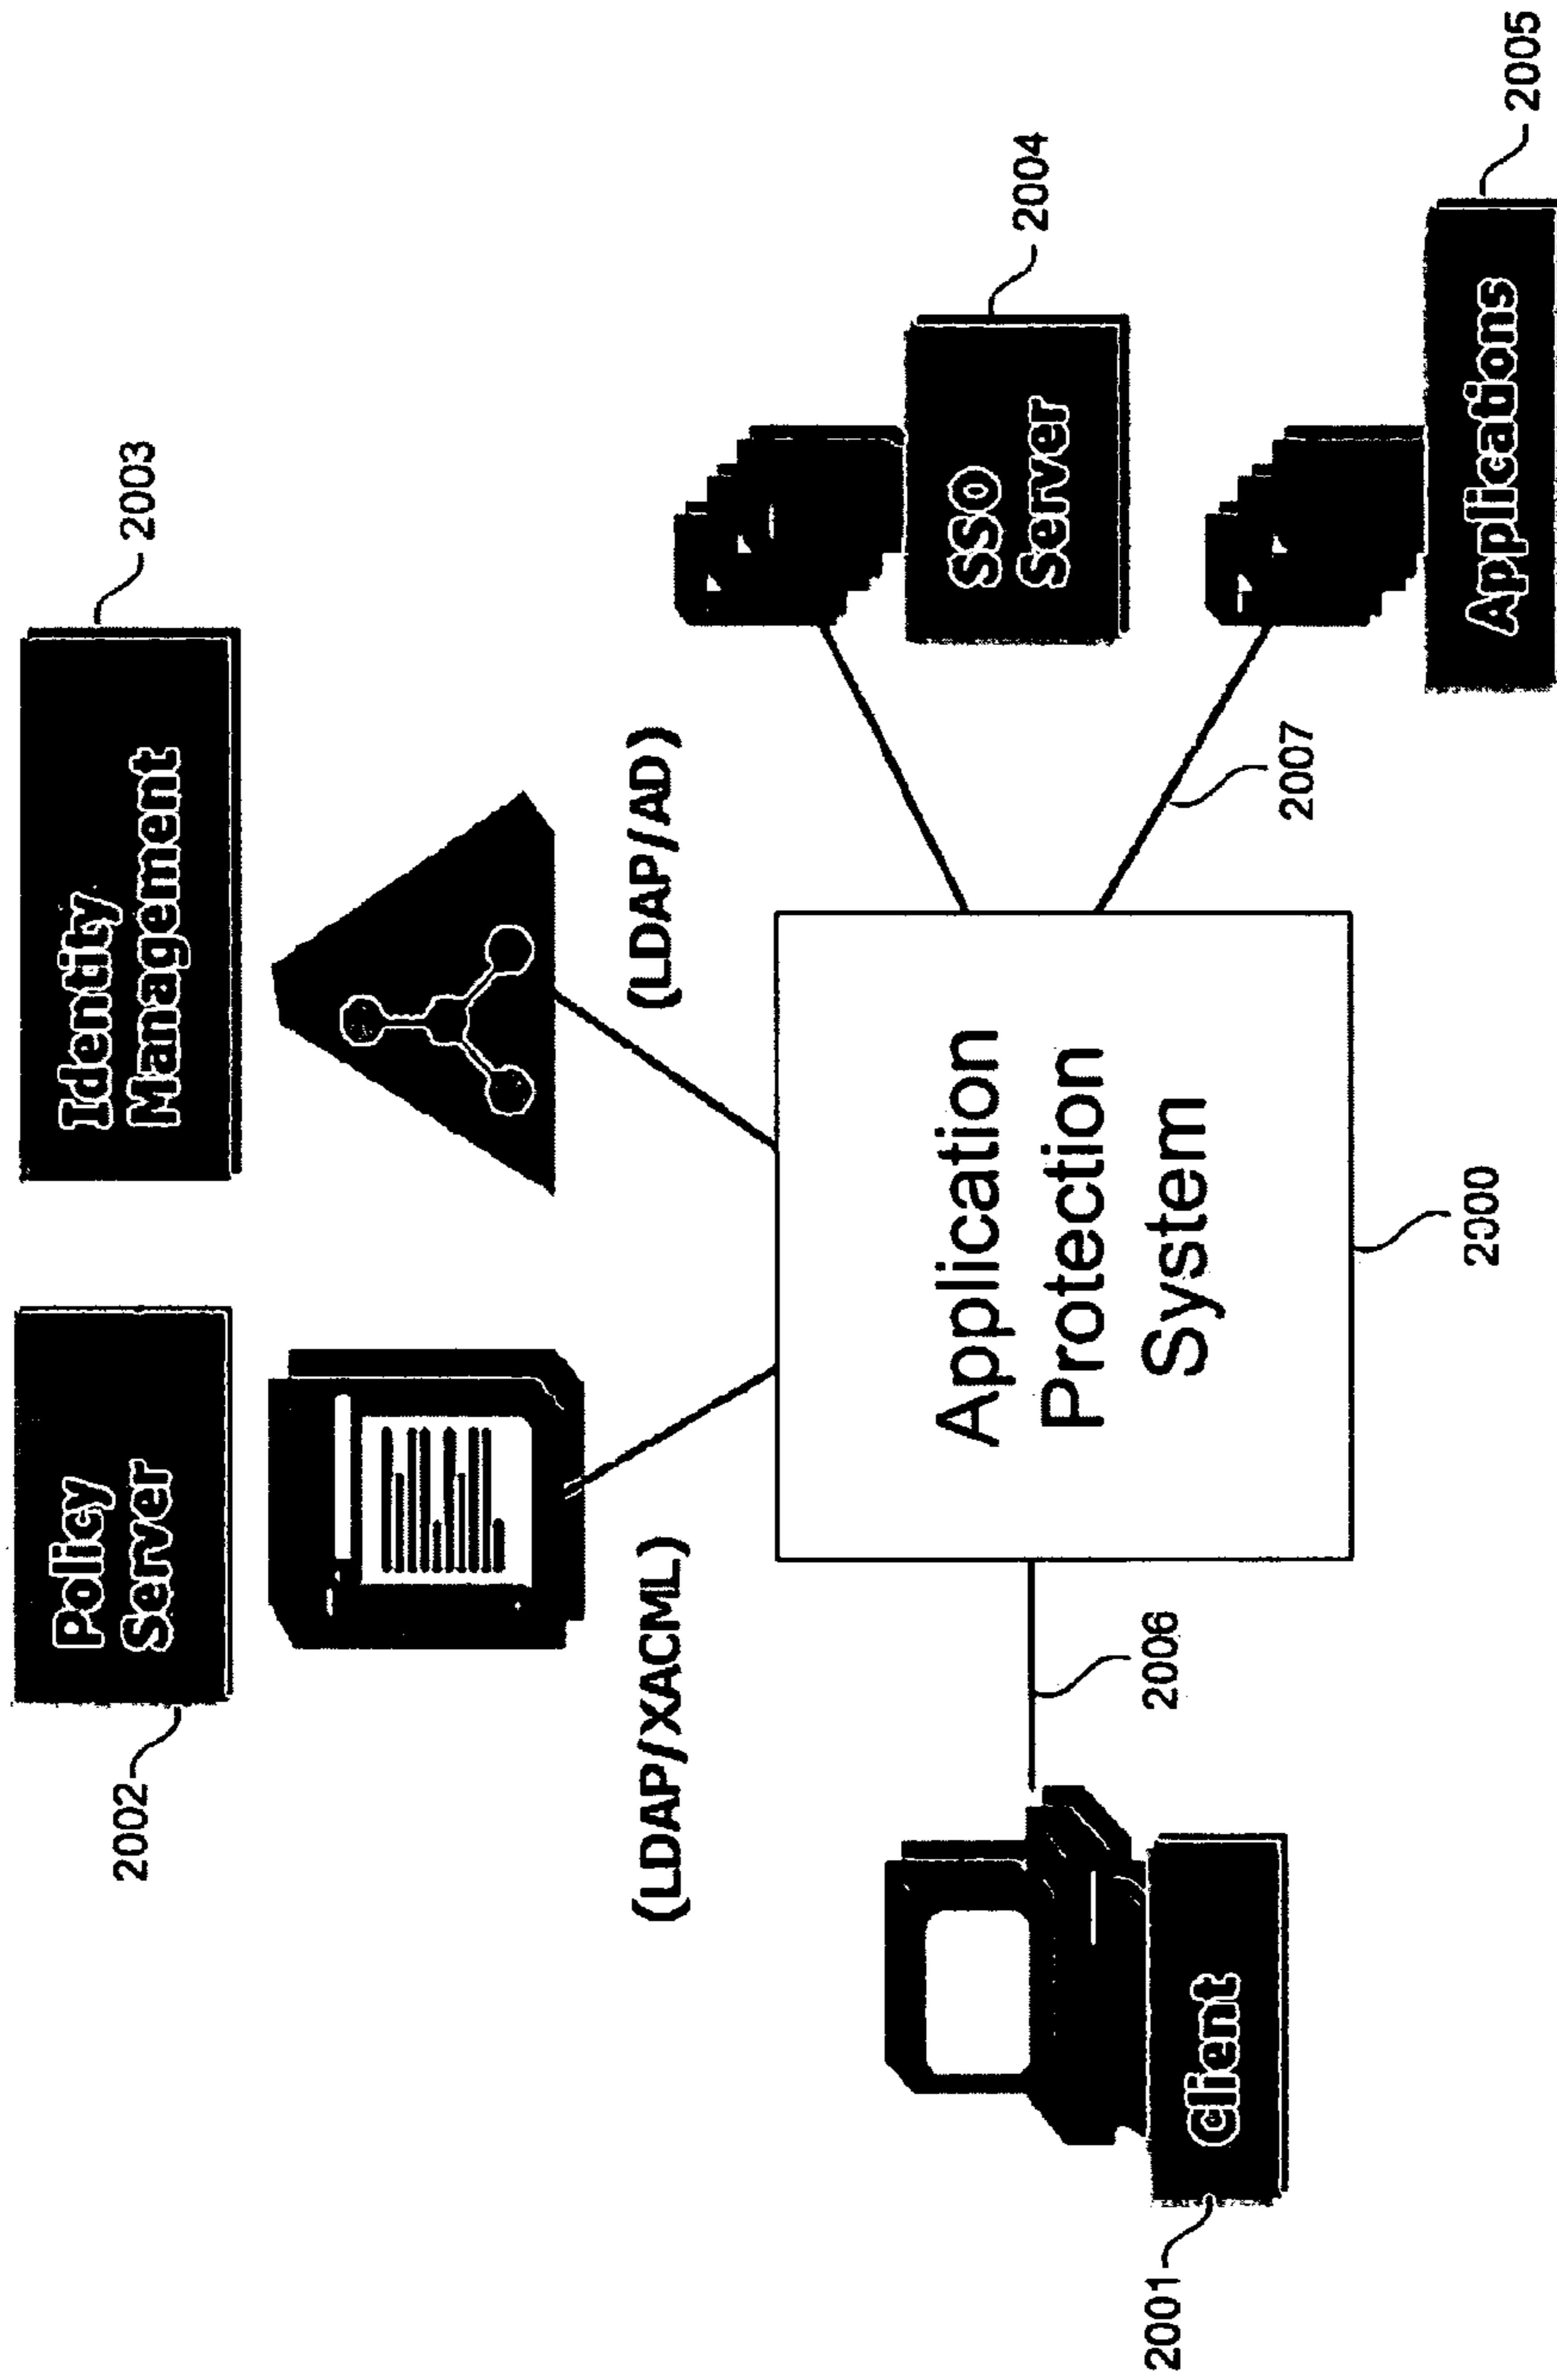 Policy
Server
2002
Identity
Management
2003
(LDAP/XACML)
(LDAP/AD)
Client
2001
2006
Application
Protection
System
2000
SSO
Server
2004
2007
Applications
2005